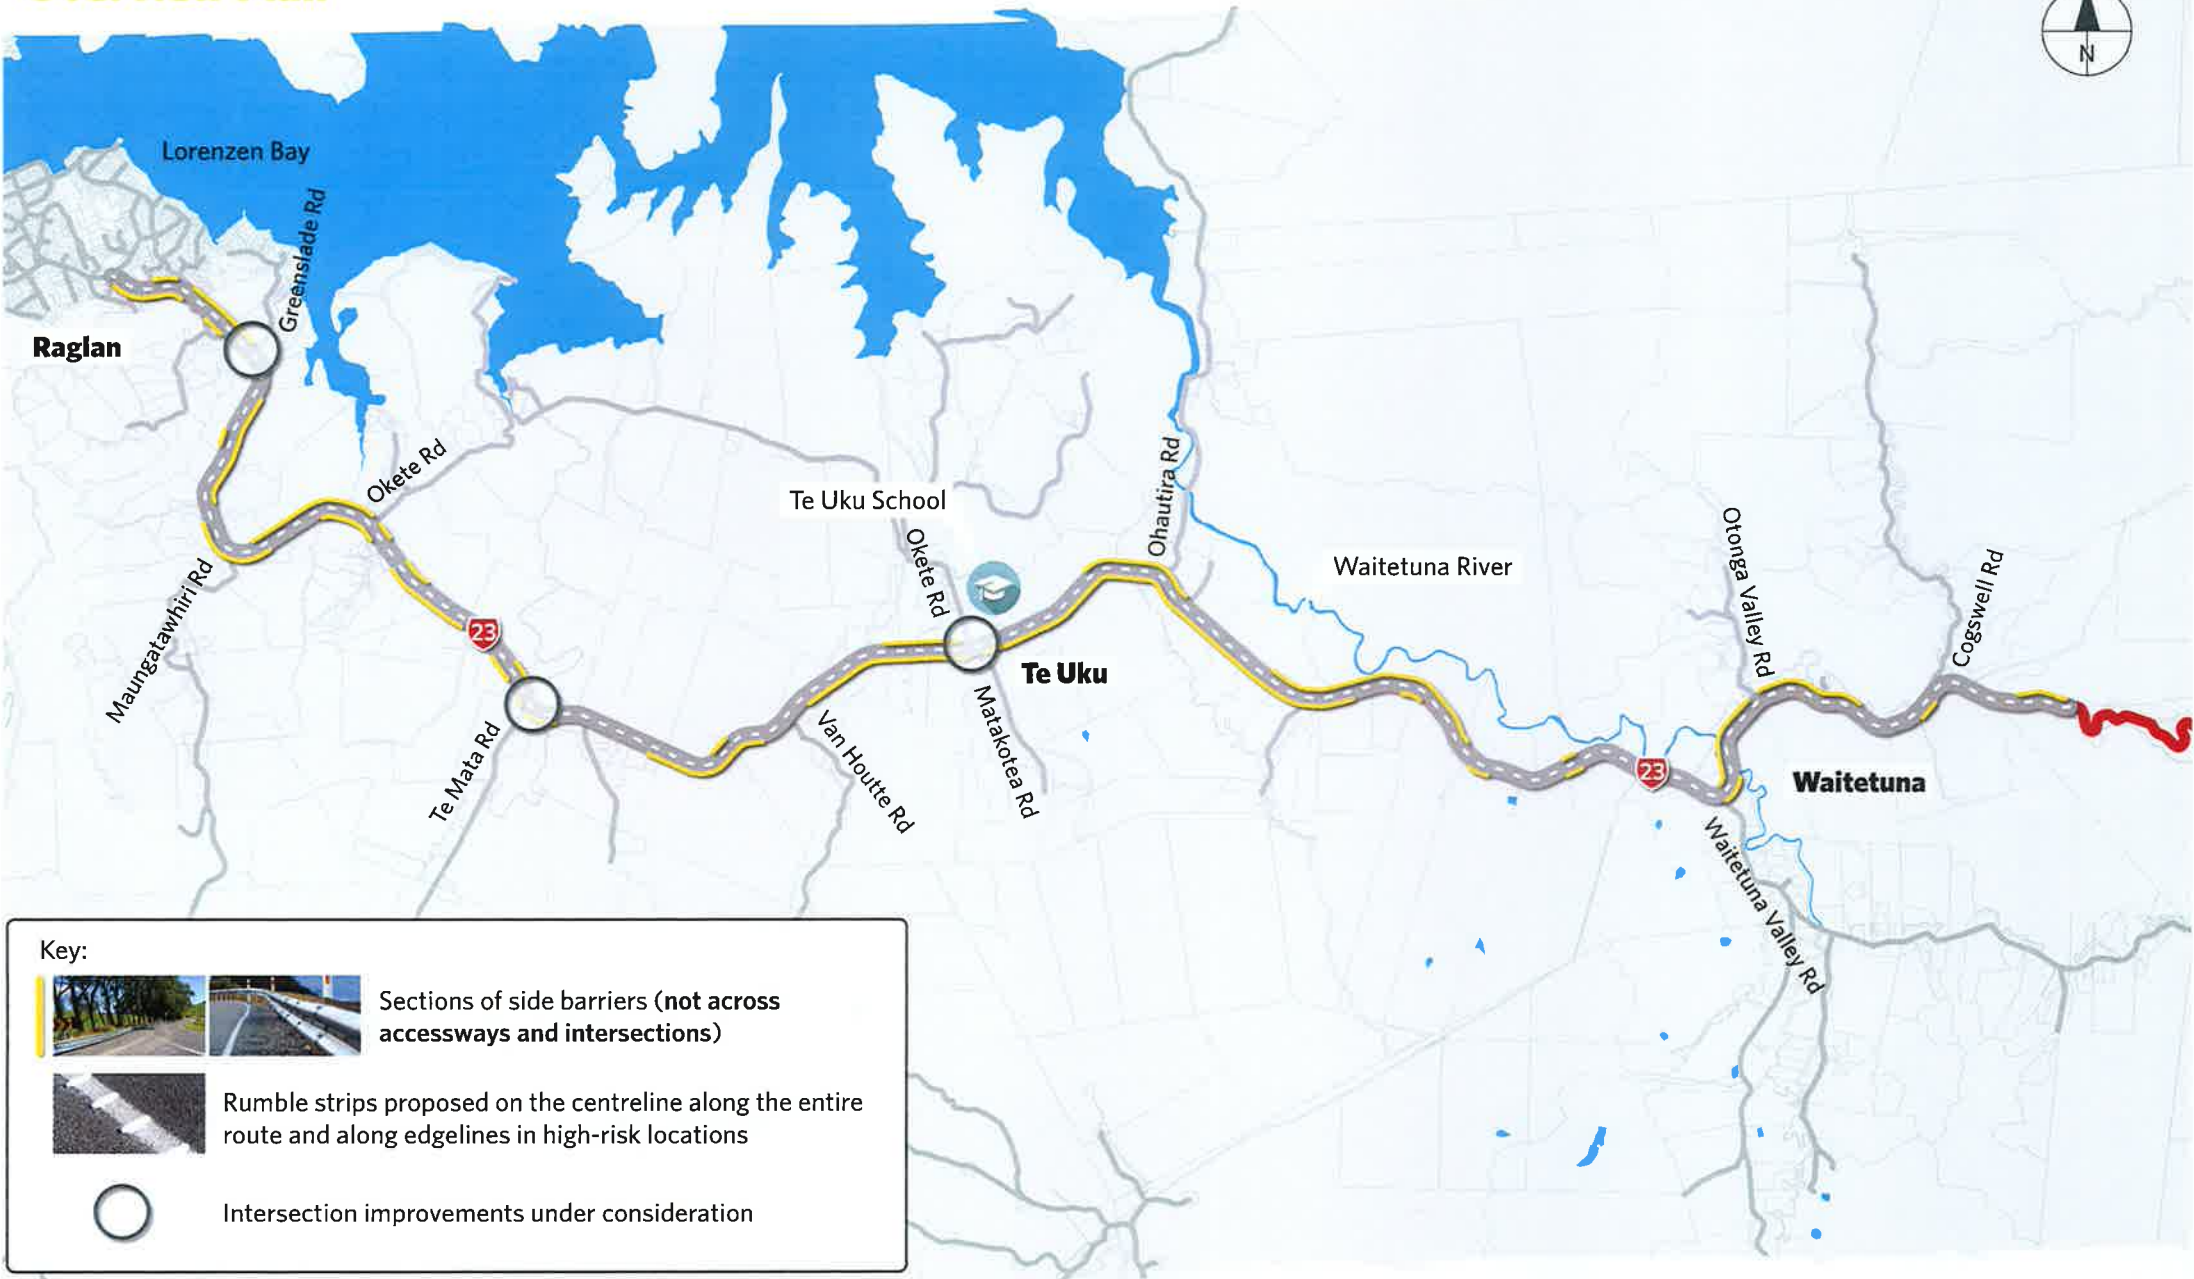 N
Lorenzen Bay
Greenslade Rd
Raglan
Okete Rd
Te Uku School
Ohautira Rd
Okete Rd
Waitetuna River
Otonga Valley Rd
Cogswell Rd
Maungatawhiri Rd
23
Te Uku
Te Mata Rd
Van Houtte Rd
Matakotea Rd
23
Waitetuna
Waitetuna Valley Rd
Key:
Sections of side barriers (not across
accessways and intersections)
Rumble strips proposed on the centreline along the entire
route and along edgelines in high-risk locations
Intersection improvements under consideration